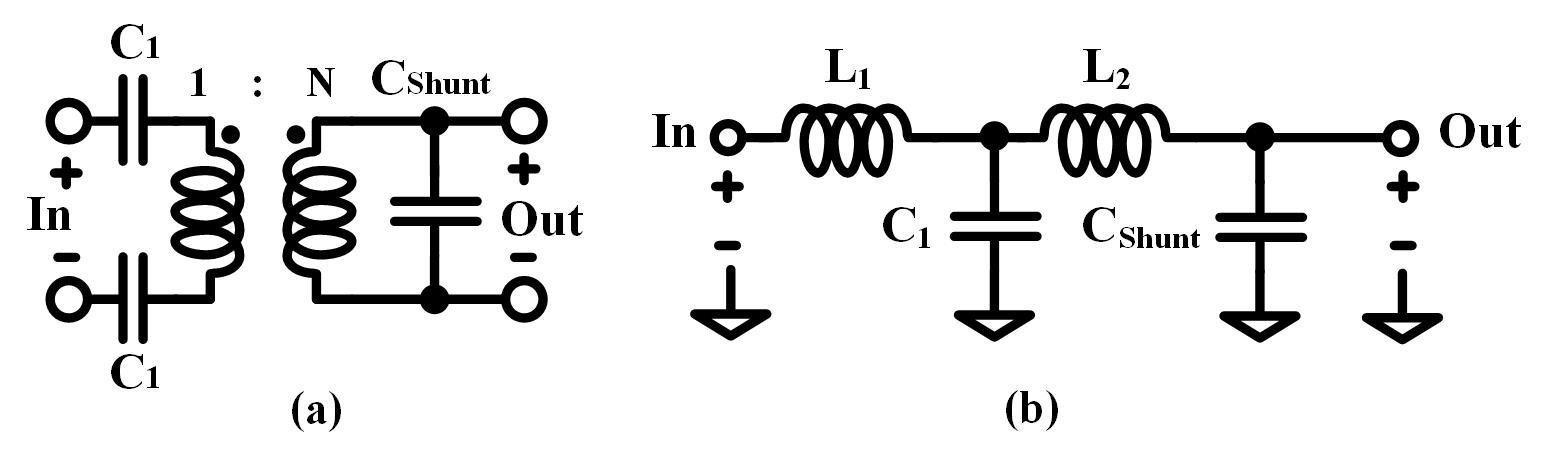 C1
1 : N CShunt
+ +
In Out
- -
C1
(a)
L1 L2
In Out
+ +
C1 CShunt
- -
(b)